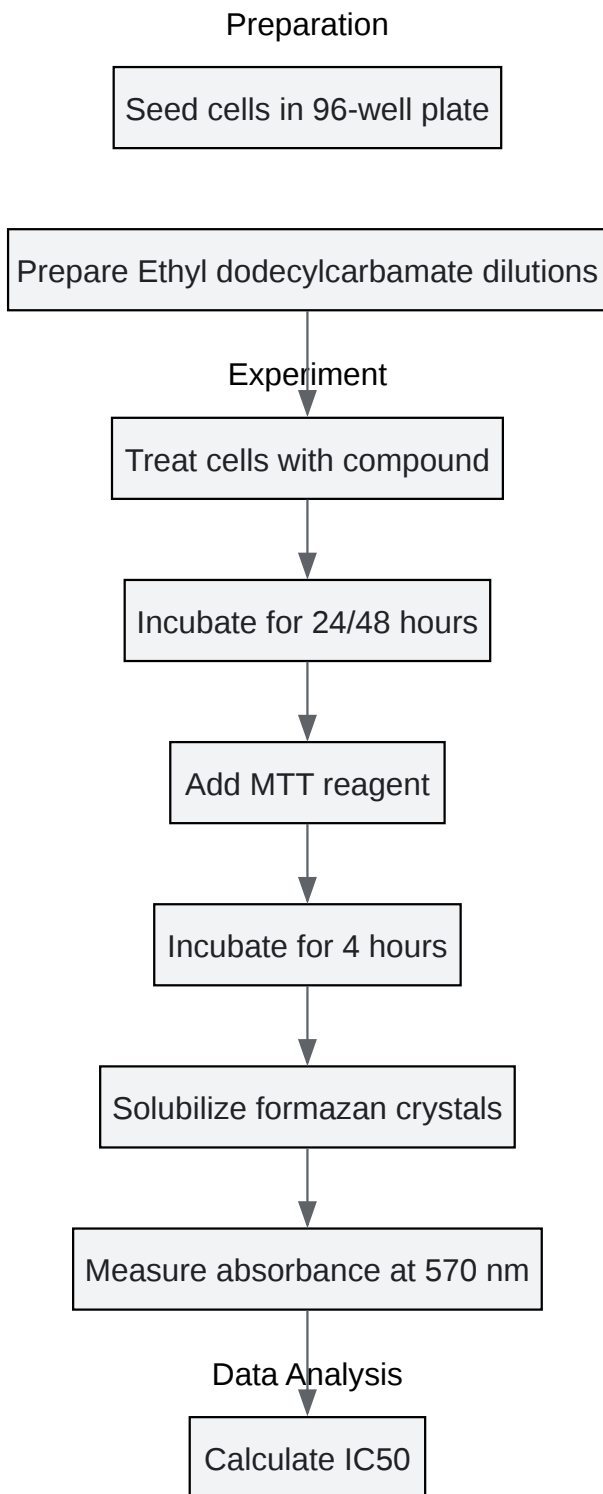 Preparation
Seed cells in 96-well plate
Prepare Ethyl dodecylcarbamate dilutions
Experiment
Treat cells with compound
Incubate for 24/48 hours
Add MTT reagent
Incubate for 4 hours
Solubilize formazan crystals
Measure absorbance at 570 nm
Data Analysis
Calculate IC50